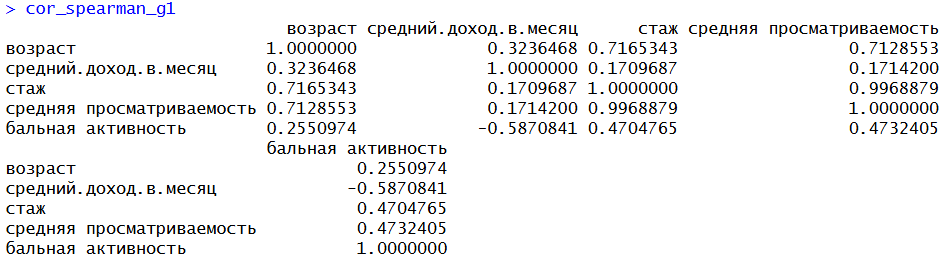 > cor_spearman_g1
возраст средний.доход.в.месяц стаж средняя просматриваемость
возраст 1.0000000 0.3236468 0.7165343 0.7128553
средний.доход.в.месяц 0.3236468 1.0000000 0.1709687 0.1714200
стаж 0.7165343 0.1709687 1.0000000 0.9968879
средняя просматриваемость 0.7128553 0.1714200 0.9968879 1.0000000
бальная активность 0.2550974 -0.5870841 0.4704765 0.4732405
бальная активность
возраст 0.2550974
средний.доход.в.месяц -0.5870841
стаж 0.4704765
средняя просматриваемость 0.4732405
бальная активность 1.0000000